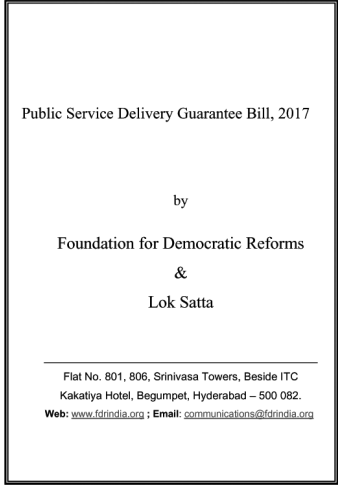 Public Service Delivery Guarantee Bill, 2017
by
Foundation for Democratic Reforms
&
Lok Satta
Flat No. 801, 806, Srinivasa Towers, Beside ITC
Kakatiya Hotel, Begumpet, Hyderabad – 500 082.
Web: www.fdrindia.org ; Email: communications@fdrindia.org